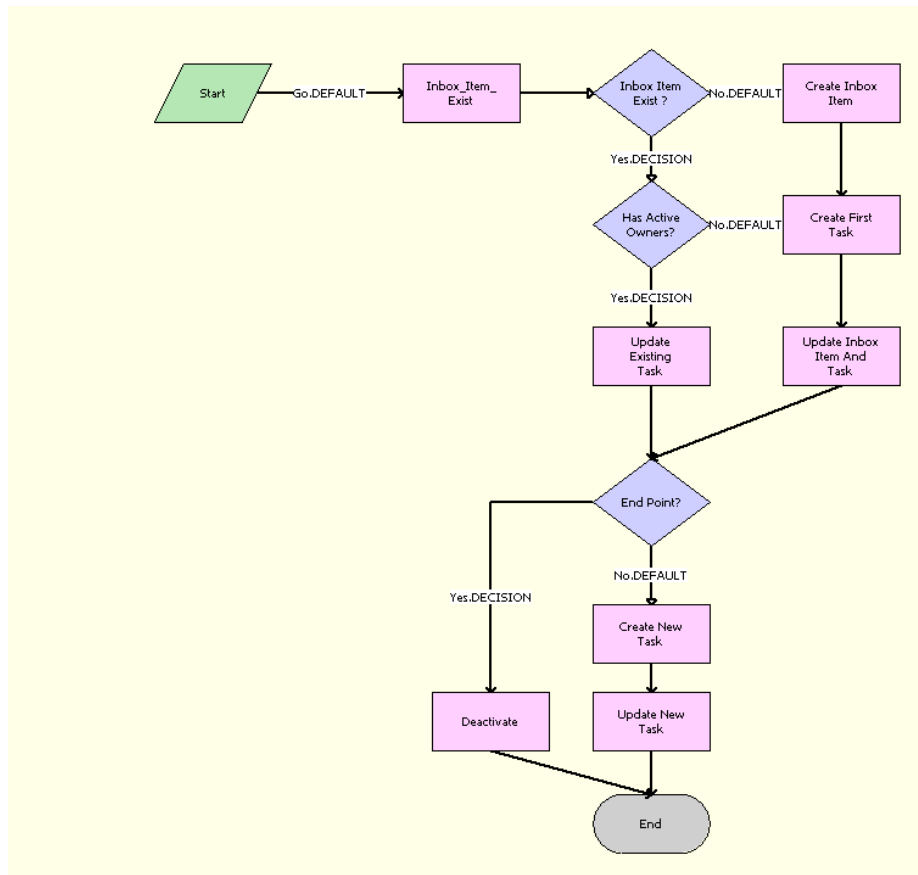 Start
Go.DEFAULT
Inbox_Item_
Exist
Inbox Item
Exist ?
No.DEFAULT
Create Inbox
Item
Yes.DECISION
Has Active
Owners?
No.DEFAULT
Create First
Task
Yes.DECISION
Update
Existing
Task
Update Inbox
Item And
Task
End Point?
No.DEFAULT
Yes.DECISION
Create New
Task
Deactivate
Update New
Task
End